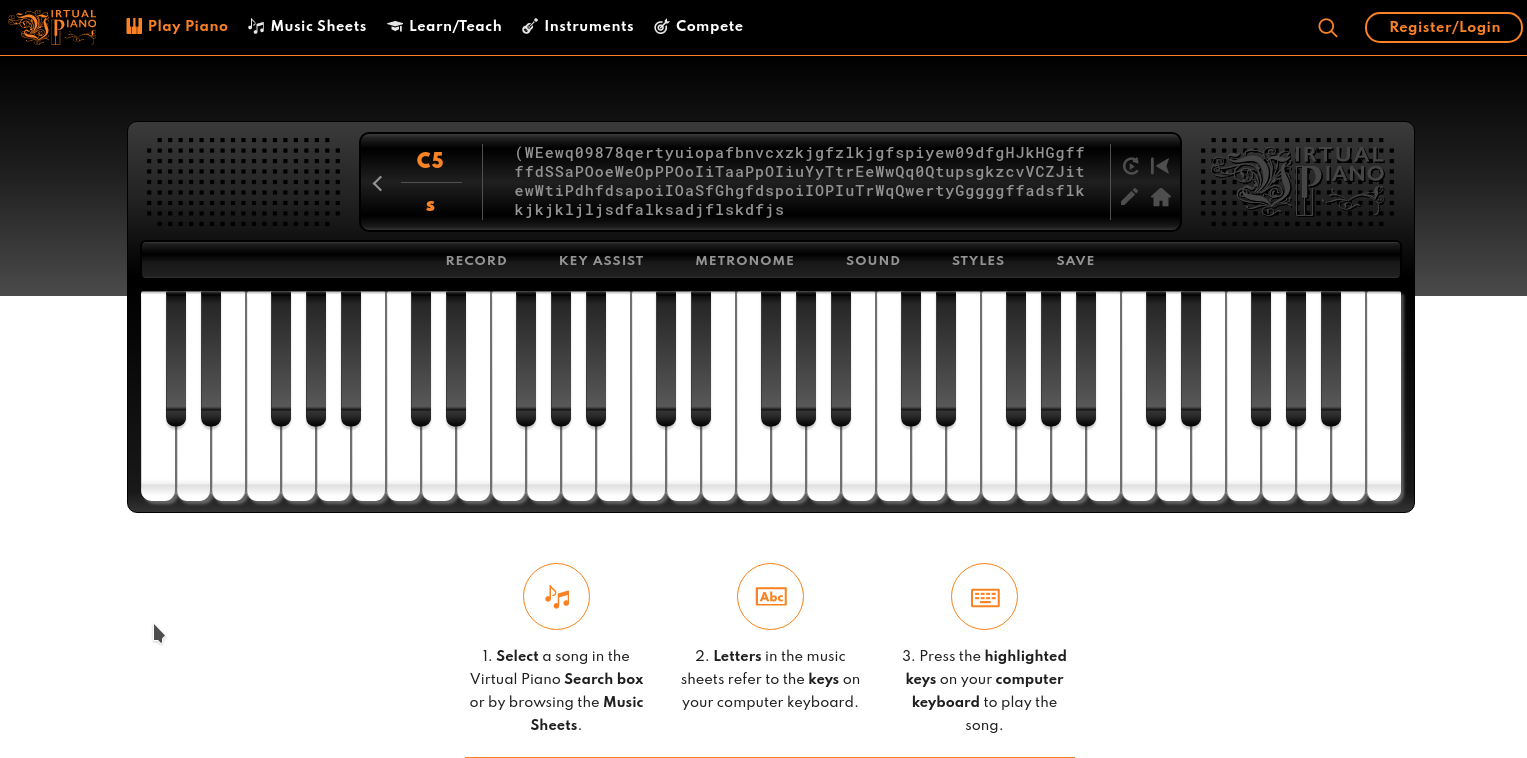 VIRTUAL PIANO
Play Piano Music Sheets Learn/Teach Instruments Compete Register/Login
C5
s
(WEewq09878qertyuiopafbnvcxzkjgfzlkjgfspiyew09dfgHJkHGgff
ffdSSaPOoeWeOpPPOoIiTaaPpOIiuYyTtrEeWwQq0QtupsgkzcvVCZJit
ewWtiPdhfdsapoiIOaSfGhgfdspoiIOPIuTrWqQwertyGggggffadsflk
kjkjkljljsdfalksadjflskdfjs
VIRTUAL PIANO
RECORD KEY ASSIST METRONOME SOUND STYLES SAVE
Abc
1. Select a song in the
Virtual Piano Search box
or by browsing the Music
Sheets.
2. Letters in the music
sheets refer to the keys on
your computer keyboard.
3. Press the highlighted
keys on your computer
keyboard to play the
song.